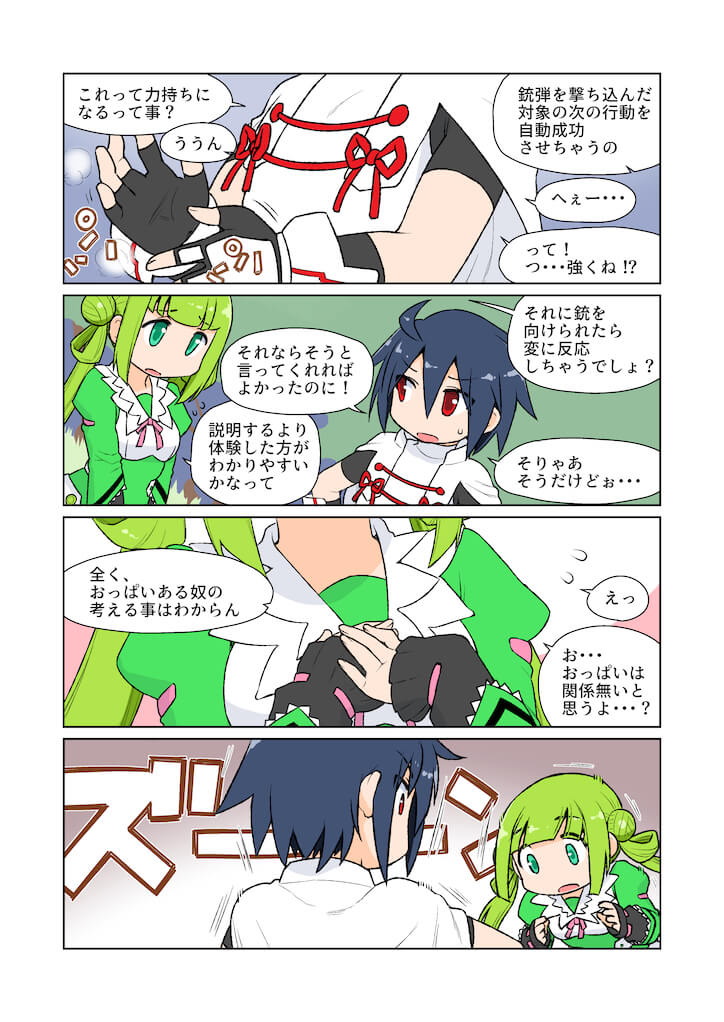 これって力持ちに
なるって事？
ううん
銃弾を撃ち込んだ
対象の次の行動を
自動成功
させちゃうの
へぇー・・・
って！
つ・・・強くね!?
それならそうと
言ってくれれば
よかったのに！
説明するより
体験した方が
わかりやすい
かなって
それに銃を
向けられたら
変に反応
しちゃうでしょ？
そりゃあ
そうだけどぉ・・・
全く、
おっぱいある奴の
考える事はわからん
えっ
お・・・
おっぱいは
関係無いと
思うよ・・・？
ズーン